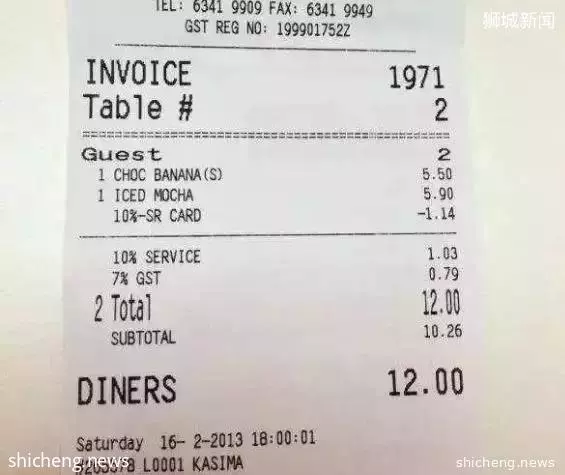 狮城新闻
TEL: 6341 9909 FAX: 6341 9949
GST REG NO: 199901752Z
INVOICE 1971
Table # 2
Guest 2
1 CHOC BANANA(S) 5.50
1 ICED MOCHA 5.90
10%-SR CARD -1.14
10% SERVICE 1.03
7% GST 0.79
2 Total 12.00
SUBTOTAL 10.26
DINERS 12.00
Saturday 16- 2-2013 18:00:01
L0001 KASIMA
shicheng.news
shicheng.news